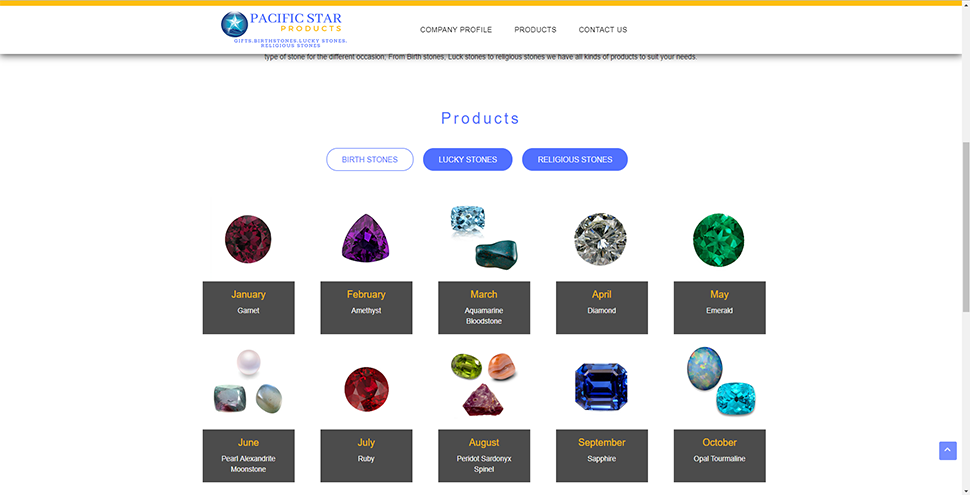 PACIFIC STAR
PRODUCTS
GIFTS.BIRTHSTONES.LUCKY STONES.
RELIGIOUS STONES
COMPANY PROFILE PRODUCTS CONTACT US
type of stone for the different occasion; From Birth stones, Luck stones to religious stones we have all kinds of products to suit your needs.
Products
BIRTH STONES LUCKY STONES RELIGIOUS STONES
January
Garnet
February
Amethyst
March
Aquamarine
Bloodstone
April
Diamond
May
Emerald
June
Pearl Alexandrite
Moonstone
July
Ruby
August
Peridot Sardonyx
Spinel
September
Sapphire
October
Opal Tourmaline